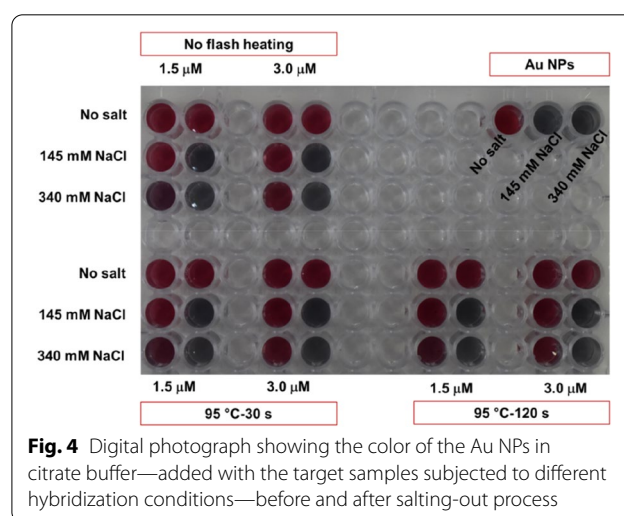 No flash heating
1.5 µM 3.0 µM
Au NPs
No salt
145 mM NaCl
340 mM NaCl
No salt
145 mM NaCl
340 mM NaCl
No salt
145 mM NaCl
340 mM NaCl
1.5 µM 3.0 µM 1.5 µM 3.0 µM
95 °C-30 s 95 °C-120 s
Fig. 4 Digital photograph showing the color of the Au NPs in
citrate buffer—added with the target samples subjected to different
hybridization conditions—before and after salting-out process